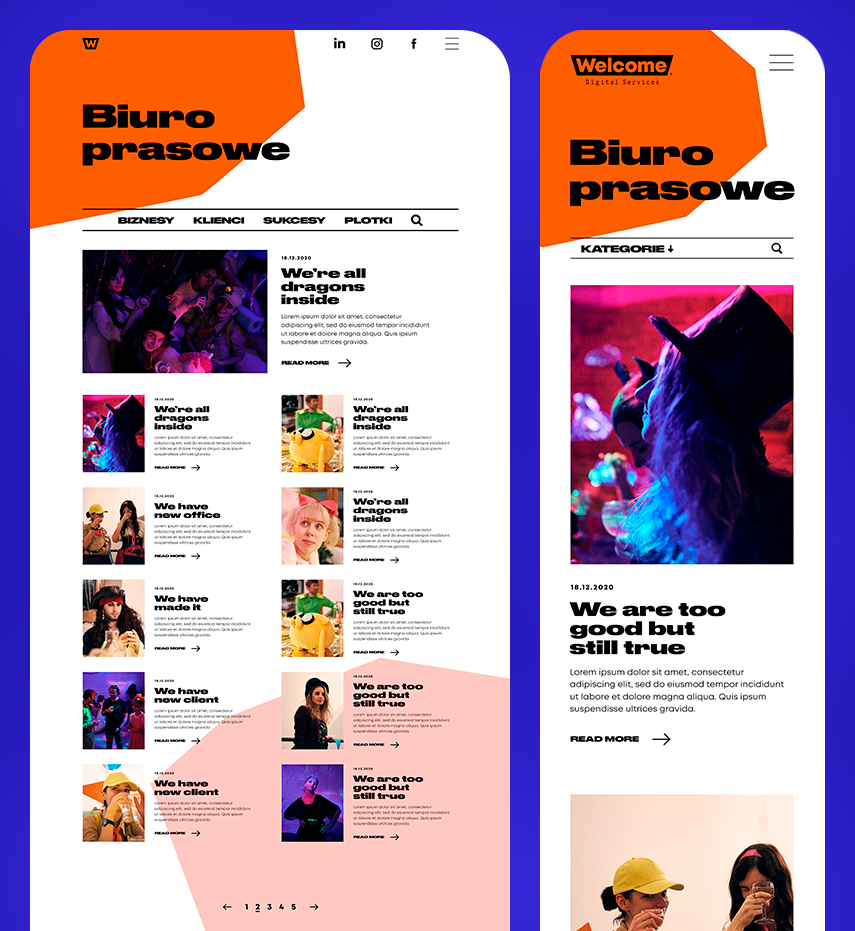 W
in
f
Biuro
prasowe
BIZNESY KLIENCI SUKCESY PLOTKI
18.12.2020
We're all
dragons
inside
Lorem ipsum dolor sit amet, consectetur
adipiscing elit, sed do eiusmod tempor incididunt
ut labore et dolore magna aliqua. Quis ipsum
suspendisse ultrices gravida.
READ MORE →
18.12.2020
We're all
dragons
inside
Lorem ipsum dolor sit amet, consectetur
adipiscing elit, sed do eiusmod tempor incididunt
ut labore et dolore magna aliqua. Quis ipsum
suspendisse ultrices gravida.
READ MORE →
18.12.2020
We're all
dragons
inside
Lorem ipsum dolor sit amet, consectetur
adipiscing elit, sed do eiusmod tempor incididunt
ut labore et dolore magna aliqua. Quis ipsum
suspendisse ultrices gravida.
READ MORE →
18.12.2020
We have
new office
Lorem ipsum dolor sit amet, consectetur
adipiscing elit, sed do eiusmod tempor incididunt
ut labore et dolore magna aliqua. Quis ipsum
suspendisse ultrices gravida.
READ MORE →
18.12.2020
We're all
dragons
inside
Lorem ipsum dolor sit amet, consectetur
adipiscing elit, sed do eiusmod tempor incididunt
ut labore et dolore magna aliqua. Quis ipsum
suspendisse ultrices gravida.
READ MORE →
18.12.2020
We have
made it
Lorem ipsum dolor sit amet, consectetur
adipiscing elit, sed do eiusmod tempor incididunt
ut labore et dolore magna aliqua. Quis ipsum
suspendisse ultrices gravida.
READ MORE →
18.12.2020
We are too
good but
still true
Lorem ipsum dolor sit amet, consectetur
adipiscing elit, sed do eiusmod tempor incididunt
ut labore et dolore magna aliqua. Quis ipsum
suspendisse ultrices gravida.
READ MORE →
18.12.2020
We have
new client
Lorem ipsum dolor sit amet, consectetur
adipiscing elit, sed do eiusmod tempor incididunt
ut labore et dolore magna aliqua. Quis ipsum
suspendisse ultrices gravida.
READ MORE →
18.12.2020
We are too
good but
still true
Lorem ipsum dolor sit amet, consectetur
adipiscing elit, sed do eiusmod tempor incididunt
ut labore et dolore magna aliqua. Quis ipsum
suspendisse ultrices gravida.
READ MORE →
18.12.2020
We have
new client
Lorem ipsum dolor sit amet, consectetur
adipiscing elit, sed do eiusmod tempor incididunt
ut labore et dolore magna aliqua. Quis ipsum
suspendisse ultrices gravida.
READ MORE →
18.12.2020
We are too
good but
still true
Lorem ipsum dolor sit amet, consectetur
adipiscing elit, sed do eiusmod tempor incididunt
ut labore et dolore magna aliqua. Quis ipsum
suspendisse ultrices gravida.
READ MORE →
← 1 2 3 4 5 →
Welcome
Digital Services
Biuro
prasowe
KATEGORIE ↓
18.12.2020
We are too
good but
still true
Lorem ipsum dolor sit amet, consectetur
adipiscing elit, sed do eiusmod tempor incididunt
ut labore et dolore magna aliqua. Quis ipsum
suspendisse ultrices gravida.
READ MORE →